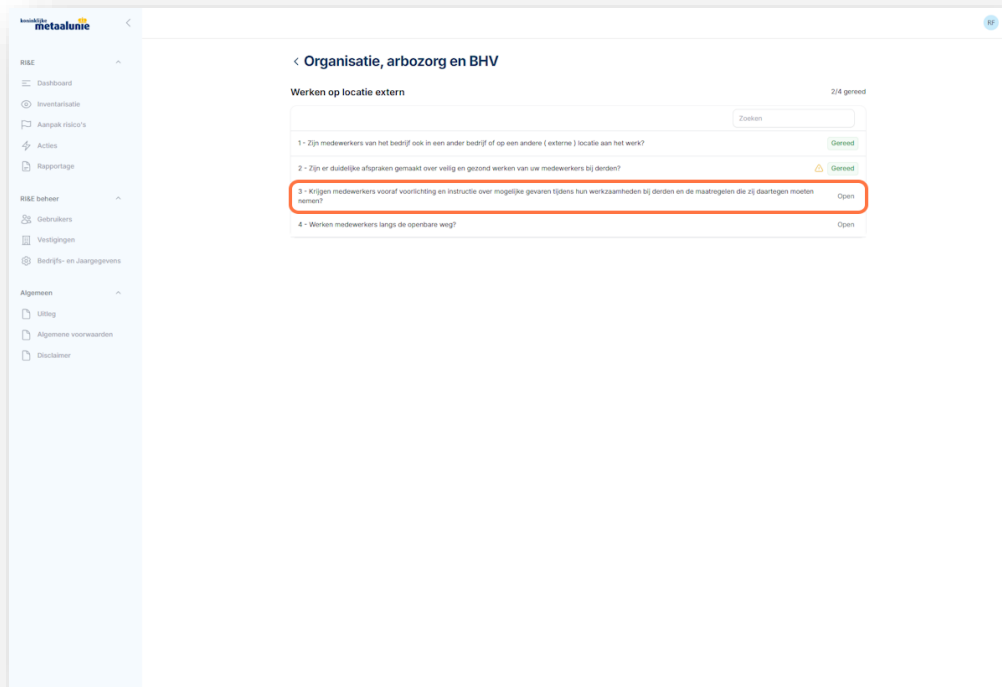 koninklijke
metaalunie
RF
RI&E
Dashboard
Inventarisatie
Aanpak risico's
Acties
Rapportage
RI&E beheer
Gebruikers
Vestigingen
Bedrijfs- en Jaargegevens
Algemeen
Uitleg
Algemene voorwaarden
Disclaimer
< Organisatie, arbozorg en BHV
Werken op locatie extern
2/4 gereed
Zoeken
1 - Zijn medewerkers van het bedrijf ook in een ander bedrijf of op een andere ( externe ) locatie aan het werk?
Gereed
2 - Zijn er duidelijke afspraken gemaakt over veilig en gezond werken van uw medewerkers bij derden?
Gereed
3 - Krijgen medewerkers vooraf voorlichting en instructie over mogelijke gevaren tijdens hun werkzaamheden bij derden en de maatregelen die zij daartegen moeten
nemen?
Open
4 - Werken medewerkers langs de openbare weg?
Open